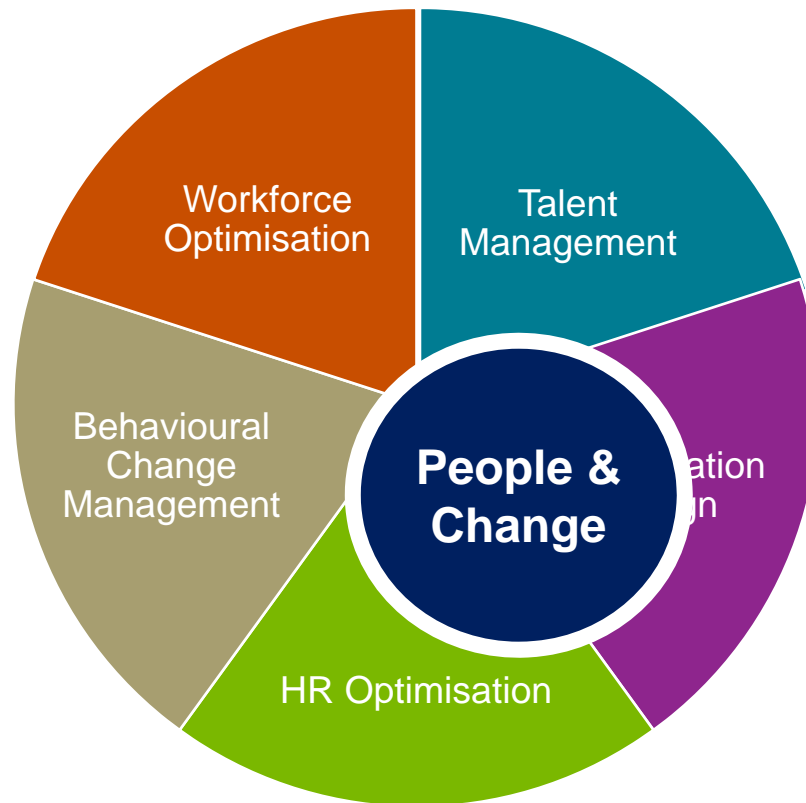 Workforce
Optimisation
Talent
Management
Behavioural
Change
Management
People &
Change
HR Optimisation